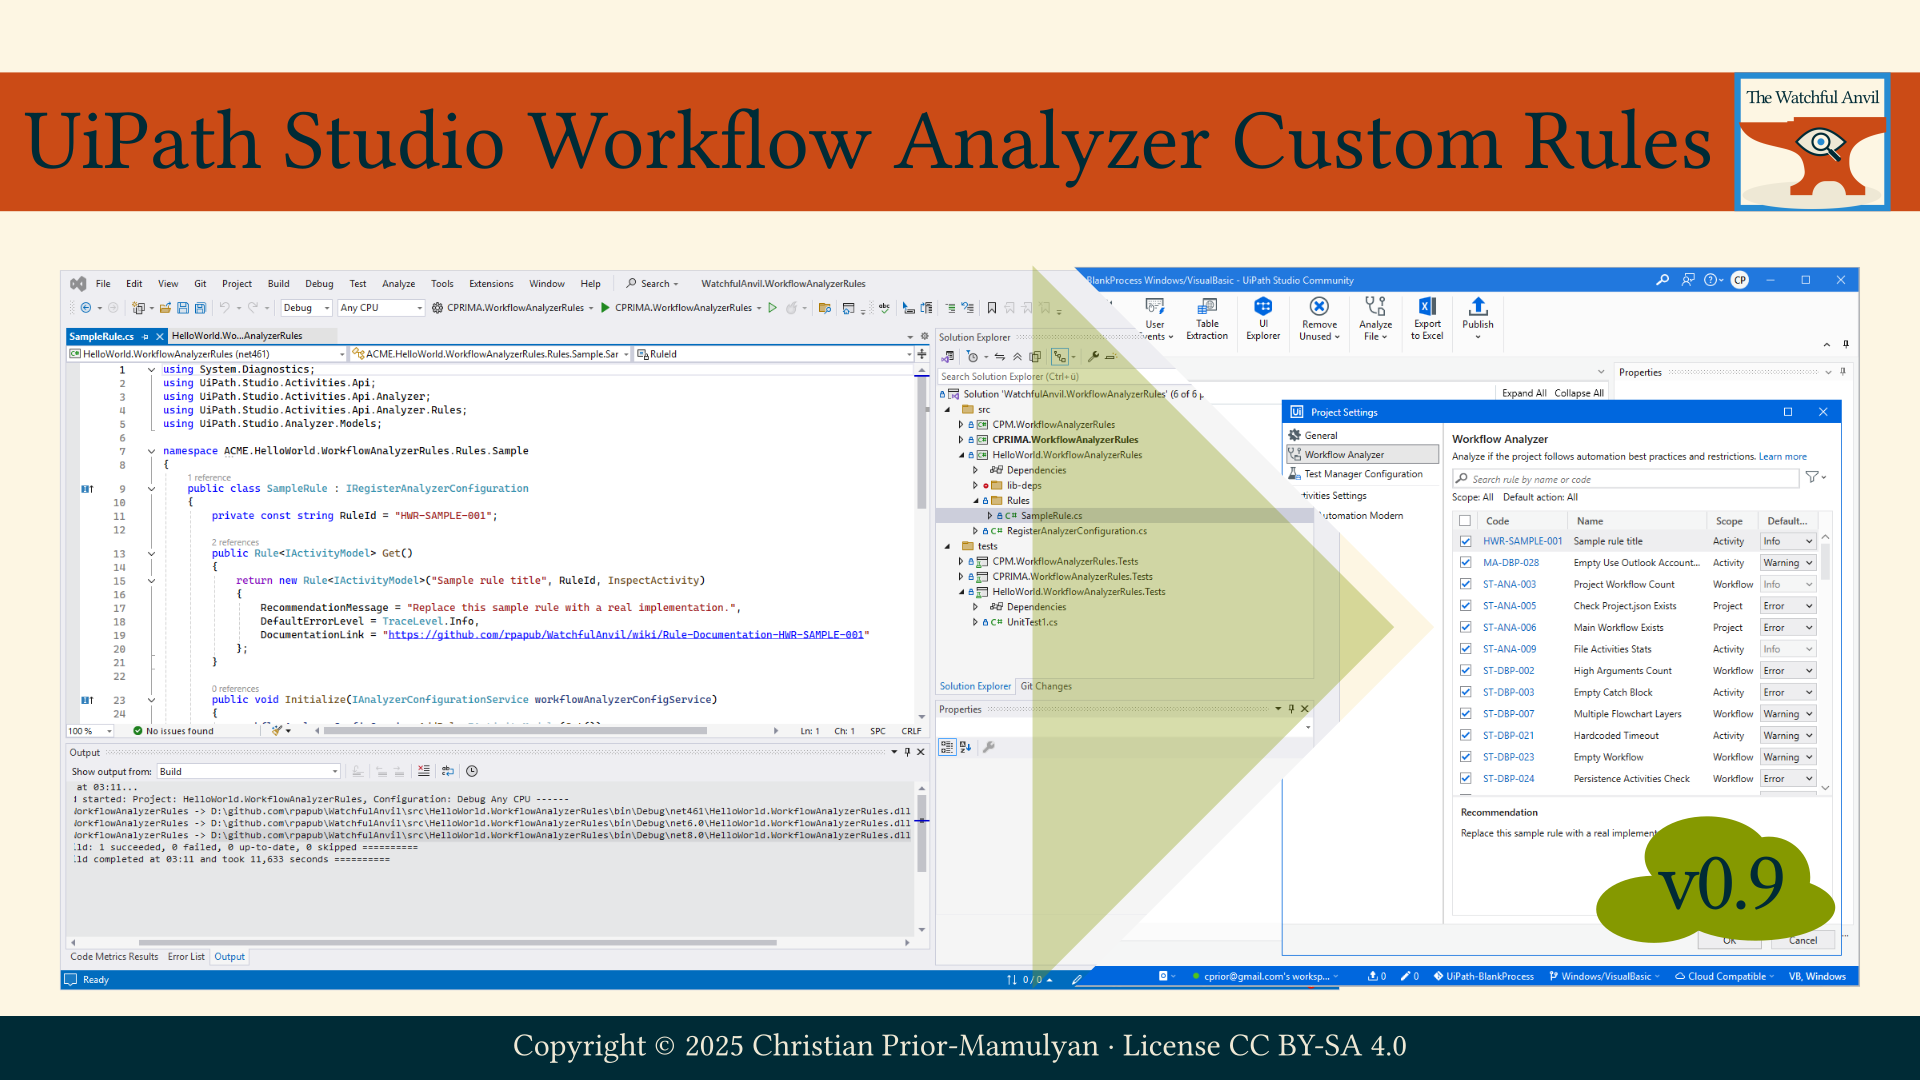 UiPath Studio Workflow Analyzer Custom Rules
The Watchful Anvil
File Edit View Git Project Build Debug Test Analyze Tools Extensions Window Help Search WatchfulAnvil.WorkflowAnalyzerRules
Debug Any CPU CPRIMA.WorkflowAnalyzerRules CPRIMA.WorkflowAnalyzerRules
SampleRule.cs HelloWorld.Wo...AnalyzerRules
HelloWorld.WorkflowAnalyzerRules (net461) ACME.HelloWorld.WorkflowAnalyzerRules.Rules.Sample.Sar RuleId
1 using System.Diagnostics;
2 using UiPath.Studio.Activities.Api;
3 using UiPath.Studio.Activities.Api.Analyzer;
4 using UiPath.Studio.Activities.Api.Analyzer.Rules;
5 using UiPath.Studio.Analyzer.Models;
6
7 namespace ACME.HelloWorld.WorkflowAnalyzerRules.Rules.Sample
8 {
1 reference
9 public class SampleRule : IRegisterAnalyzerConfiguration
10 {
11 private const string RuleId = "HWR-SAMPLE-001";
12
2 references
13 public Rule<IActivityModel> Get()
14 {
15 return new Rule<IActivityModel>("Sample rule title", RuleId, InspectActivity)
16 {
17 RecommendationMessage = "Replace this sample rule with a real implementation.",
18 DefaultErrorLevel = TraceLevel.Info,
19 DocumentationLink = "https://github.com/rpapub/WatchfulAnvil/wiki/Rule-Documentation-HWR-SAMPLE-001"
20 };
21 }
22
0 references
23 public void Initialize(IAnalyzerConfigurationService workflowAnalyzerConfigService)
24 {
100 % No issues found Ln: 1 Ch: 1 SPC CRLF
Output
Show output from: Build
at 03:11...
started: Project: HelloWorld.WorkflowAnalyzerRules, Configuration: Debug Any CPU ------
lorkflowAnalyzerRules -> D:\github.com\rpapub\WatchfulAnvil\src\HelloWorld.WorkflowAnalyzerRules\bin\Debug\net461\HelloWorld.WorkflowAnalyzerRules.dll
lorkflowAnalyzerRules -> D:\github.com\rpapub\WatchfulAnvil\src\HelloWorld.WorkflowAnalyzerRules\bin\Debug\net6.0\HelloWorld.WorkflowAnalyzerRules.dll
lorkflowAnalyzerRules -> D:\github.com\rpapub\WatchfulAnvil\src\HelloWorld.WorkflowAnalyzerRules\bin\Debug\net8.0\HelloWorld.WorkflowAnalyzerRules.dll
ld: 1 succeeded, 0 failed, 0 up-to-date, 0 skipped ==========
ld completed at 03:11 and took 11,633 seconds ==========
Code Metrics Results Error List Output
Ready 0 / 0
Solution Explorer
Search Solution Explorer (Ctrl+ü)
Solution 'WatchfulAnvil.WorkflowAnalyzerRules' (6 of 6
src
CPM.WorkflowAnalyzerRules
CPRIMA.WorkflowAnalyzerRules
HelloWorld.WorkflowAnalyzerRules
Dependencies
lib-deps
Rules
SampleRule.cs
RegisterAnalyzerConfiguration.cs
tests
CPM.WorkflowAnalyzerRules.Tests
CPRIMA.WorkflowAnalyzerRules.Tests
HelloWorld.WorkflowAnalyzerRules.Tests
Dependencies
UnitTest1.cs
Solution Explorer Git Changes
Properties
BlankProcess Windows/VisualBasic - UiPath Studio Community CP
User Events
Table Extraction
UI Explorer
Remove Unused
Analyze File
Export to Excel
Publish
Properties
Expand All Collapse All
Project Settings
General
Workflow Analyzer
Test Manager Configuration
tivities Settings
utomation Modern
Workflow Analyzer
Analyze if the project follows automation best practices and restrictions. Learn more
Search rule by name or code
Scope: All Default action: All
Code Name Scope Default...
HWR-SAMPLE-001 Sample rule title Activity Info
MA-DBP-028 Empty Use Outlook Account... Activity Warning
ST-ANA-003 Project Workflow Count Workflow Info
ST-ANA-005 Check Project.json Exists Project Error
ST-ANA-006 Main Workflow Exists Project Error
ST-ANA-009 File Activities Stats Activity Info
ST-DBP-002 High Arguments Count Workflow Error
ST-DBP-003 Empty Catch Block Activity Error
ST-DBP-007 Multiple Flowchart Layers Workflow Warning
ST-DBP-021 Hardcoded Timeout Activity Warning
ST-DBP-023 Empty Workflow Workflow Warning
ST-DBP-024 Persistence Activities Check Workflow Error
Recommendation
Replace this sample rule with a real implement
v0.9
OK Cancel
cprior@gmail.com's worksp... 0 0 UiPath-BlankProcess Windows/VisualBasic Cloud Compatible VB, Windows
Copyright © 2025 Christian Prior-Mamulyan · License CC BY-SA 4.0